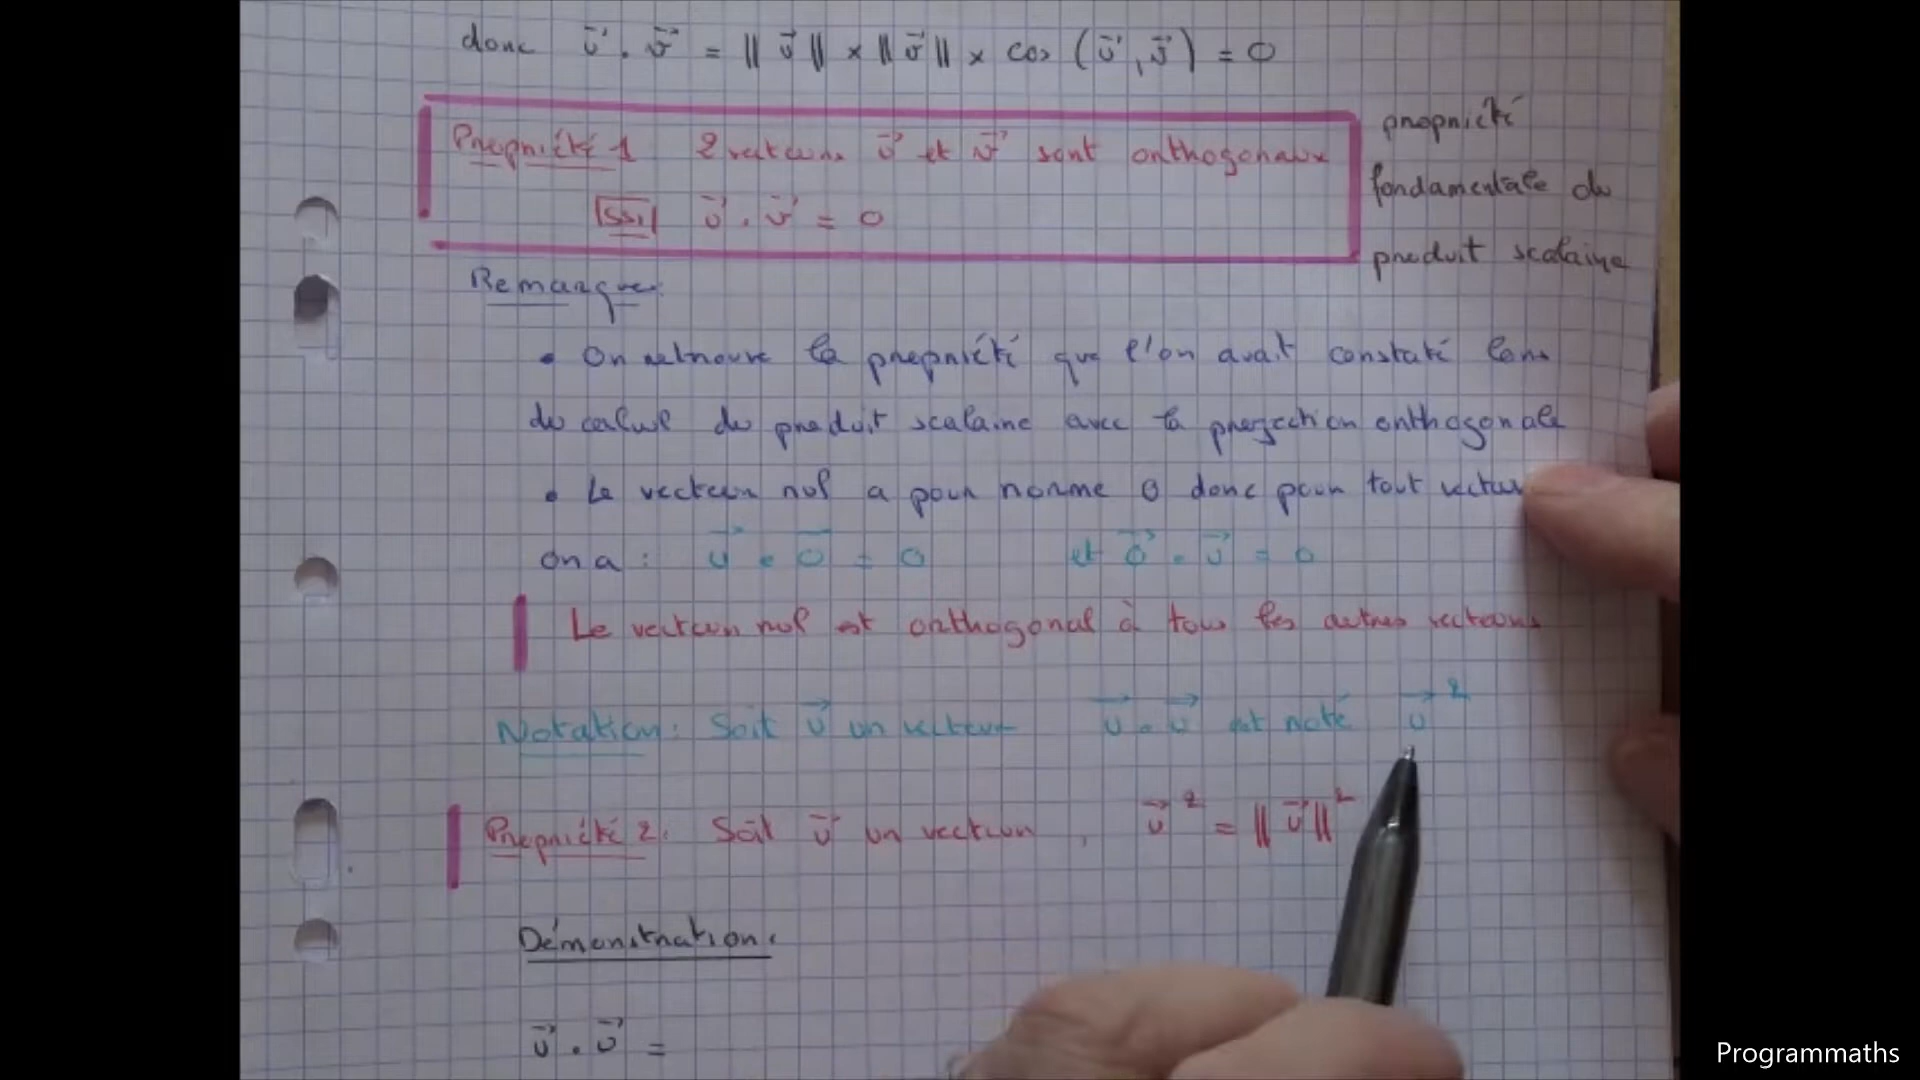 donc u⃗ . v⃗ = ||u⃗|| × ||v⃗|| × cos (u⃗, v⃗) = 0
Propriété 1 2 vecteurs u⃗ et v⃗ sont orthogonaux
SSI u⃗ . v⃗ = 0
propriété
fondamentale du
produit scalaire
Remarque:
• On retrouve la propriété que l'on avait constaté lors
du calcul du produit scalaire avec la projection orthogonale
• Le vecteur nul a pour norme 0 donc pour tout vecteur
on a : u⃗ . 0⃗ = 0 et 0⃗ . u⃗ = 0
Le vecteur nul est orthogonal à tous les autres vecteurs
Notation : Soit u⃗ un vecteur u⃗ . u⃗ est noté u⃗²
Propriété 2: Soit u⃗ un vecteur , u⃗² = ||u⃗||²
Démonstration:
u⃗ . u⃗ =
Programmaths